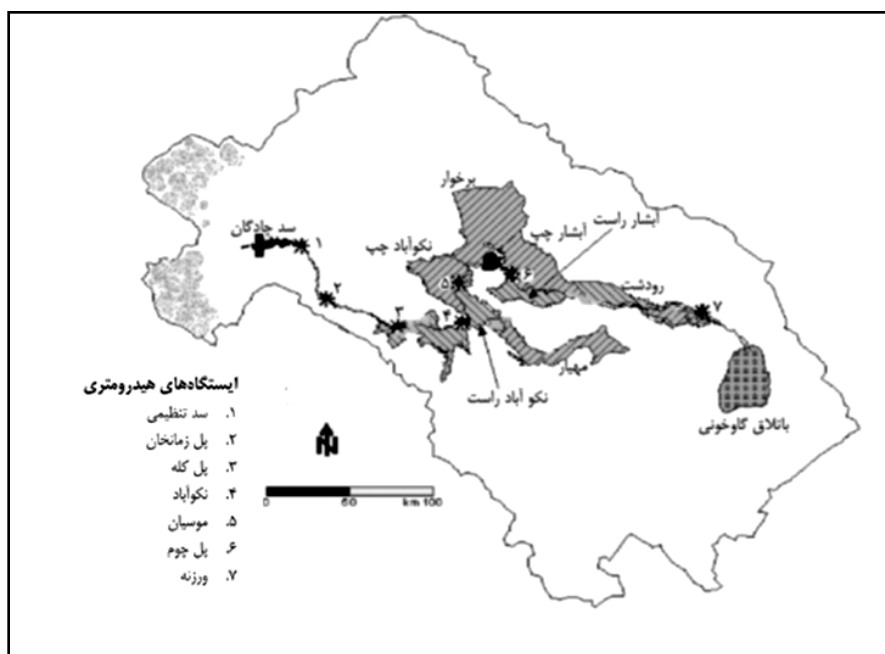 برخوار
آبشار راست
آبشار چپ
سد چادگان
نکوآباد چپ
رودشت
۱
۲
۳
۴
۵
۶
۷
مهیار
نکو آباد راست
باتلاق گاوخونی
ایستگاه‌های هیدرومتری
۱. سد تنظیمی
۲. پل زمانخان
۳. پل کله
۴. نکوآباد
۵. موسیان
۶. پل چوم
۷. ورزنه
N
0 50 km 100